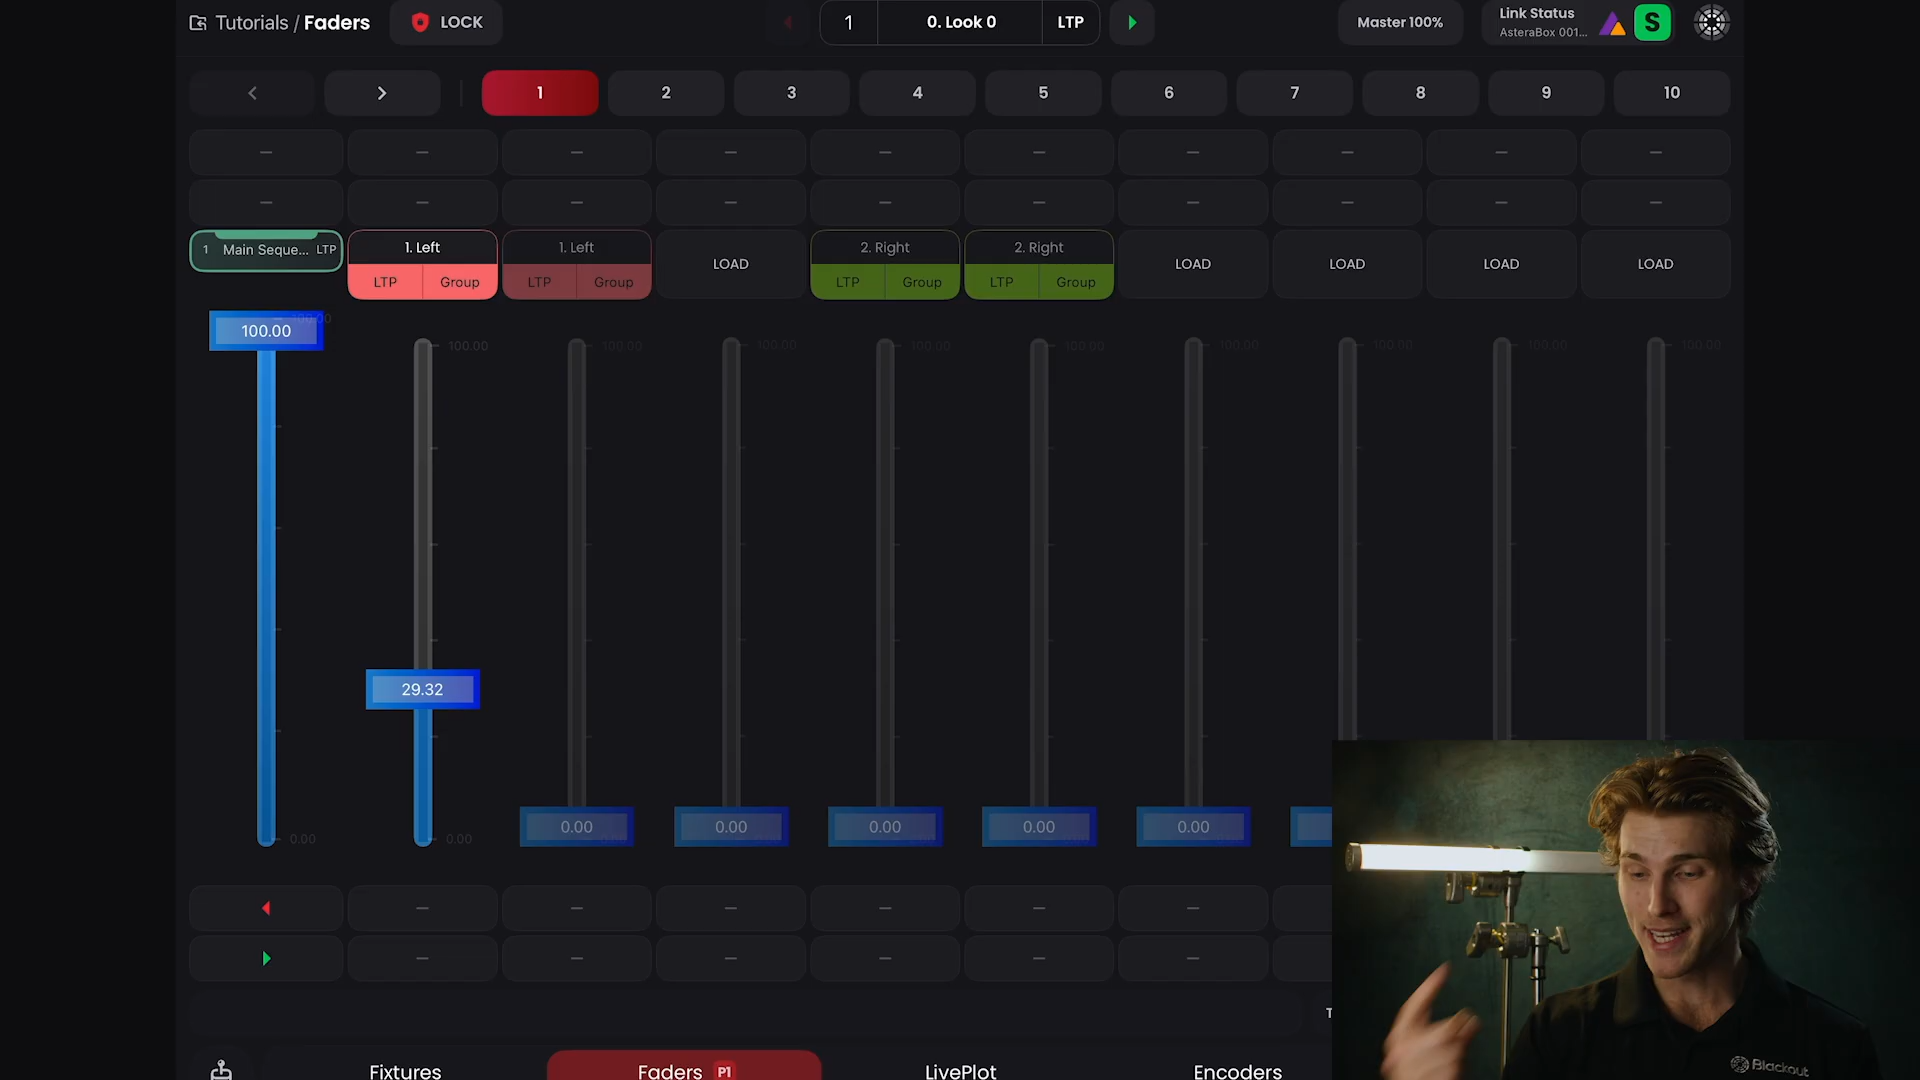 Tutorials / Faders
LOCK
1
0. Look 0
LTP
Master 100%
Link Status
AsteraBox 001...
S
1
2
3
4
5
6
7
8
9
10
1 Main Seque... LTP
1. Left
LTP Group
1. Left
LTP Group
LOAD
2. Right
LTP Group
2. Right
LTP Group
LOAD
LOAD
LOAD
LOAD
100.00
100.00
100.00
100.00
100.00
100.00
100.00
100.00
100.00
100.00
29.32
0.00
0.00
0.00
0.00
0.00
0.00
0.00
Fixtures
Faders P1
LivePlot
Encoders
Blackout